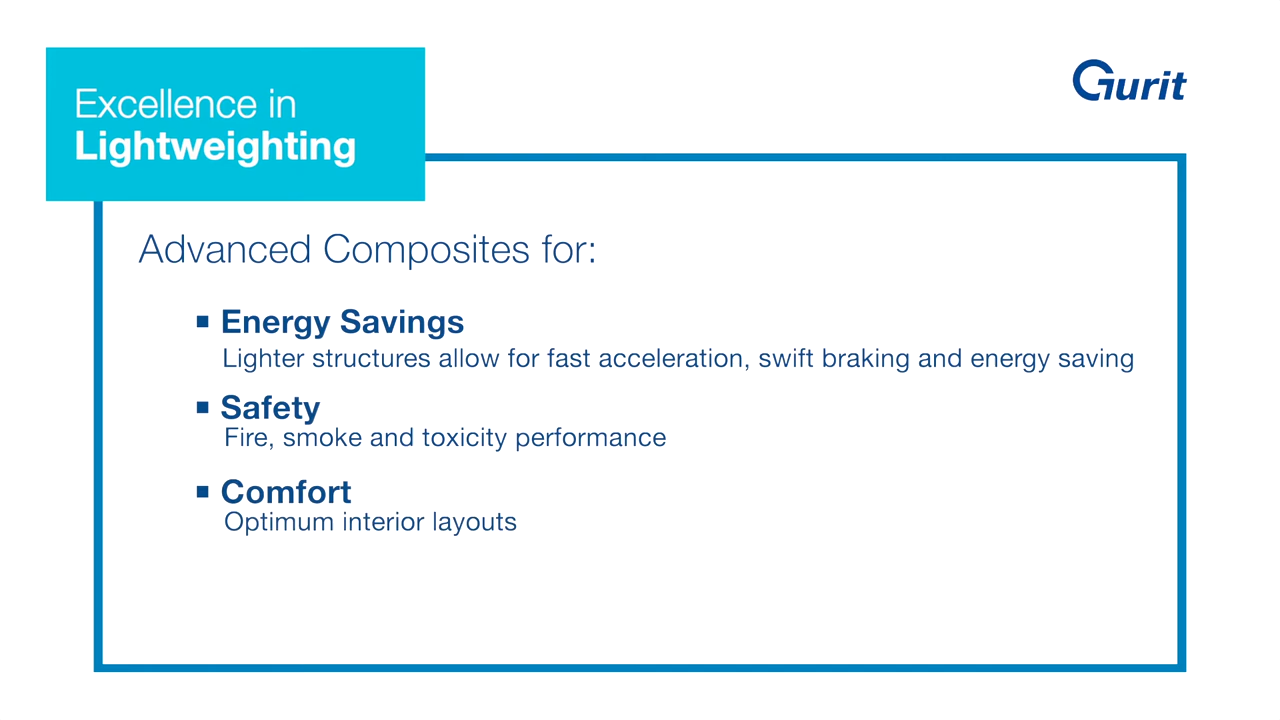 Excellence in
Lightweighting
Gurit
Advanced Composites for:
Energy Savings
Lighter structures allow for fast acceleration, swift braking and energy saving
Safety
Fire, smoke and toxicity performance
Comfort
Optimum interior layouts